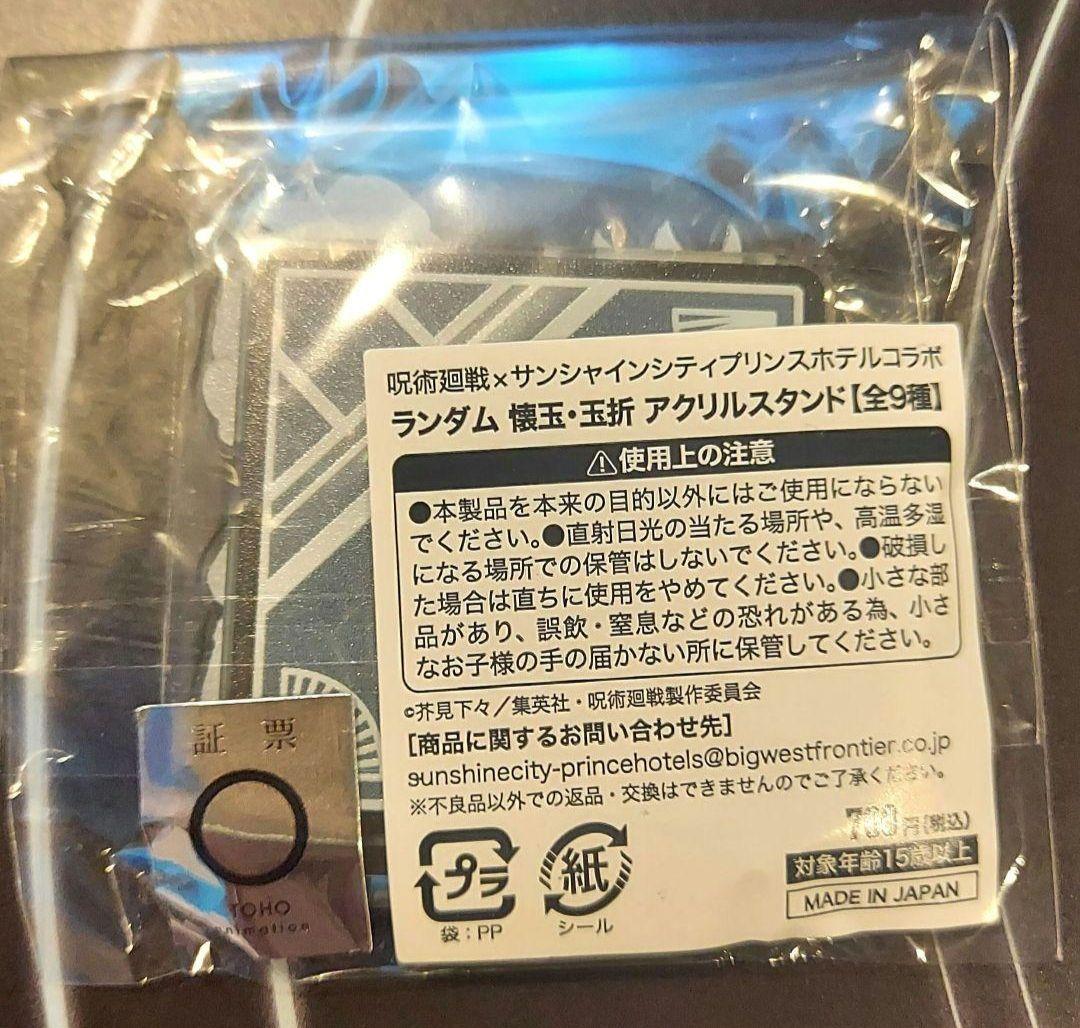 呪術廻戦×サンシャインシティプリンスホテルコラボ
ランダム 懐玉・玉折 アクリルスタンド【全9種】
⚠使用上の注意
●本製品を本来の目的以外にはご使用にならない
でください。●直射日光の当たる場所や、高温多湿
になる場所での保管はしないでください。●破損し
た場合は直ちに使用をやめてください。●小さな部
品があり、誤飲・窒息などの恐れがある為、小さ
なお子様の手の届かない所に保管してください。
©芥見下々／集英社・呪術廻戦製作委員会
[商品に関するお問い合わせ先]
sunshinecity-princehotels@bigwestfrontier.co.jp
※不良品以外での返品・交換はできませんのでご了承ください。
円(税込)
プラ
袋：PP
紙
シール
対象年齢15歳以上
MADE IN JAPAN
証 票
TOHO
animation